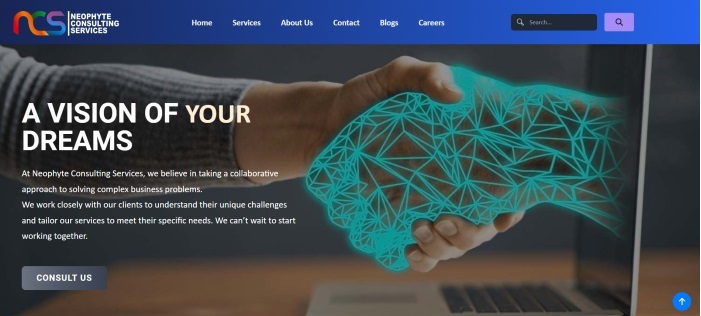 NCS
NEOPHYTE
CONSULTING
SERVICES
Home Services About Us Contact Blogs Careers
Search...
A VISION OF YOUR
DREAMS
At Neophyte Consulting Services, we believe in taking a collaborative
approach to solving complex business problems.
We work closely with our clients to understand their unique challenges
and tailor our services to meet their specific needs. We can't wait to start
working together.
CONSULT US